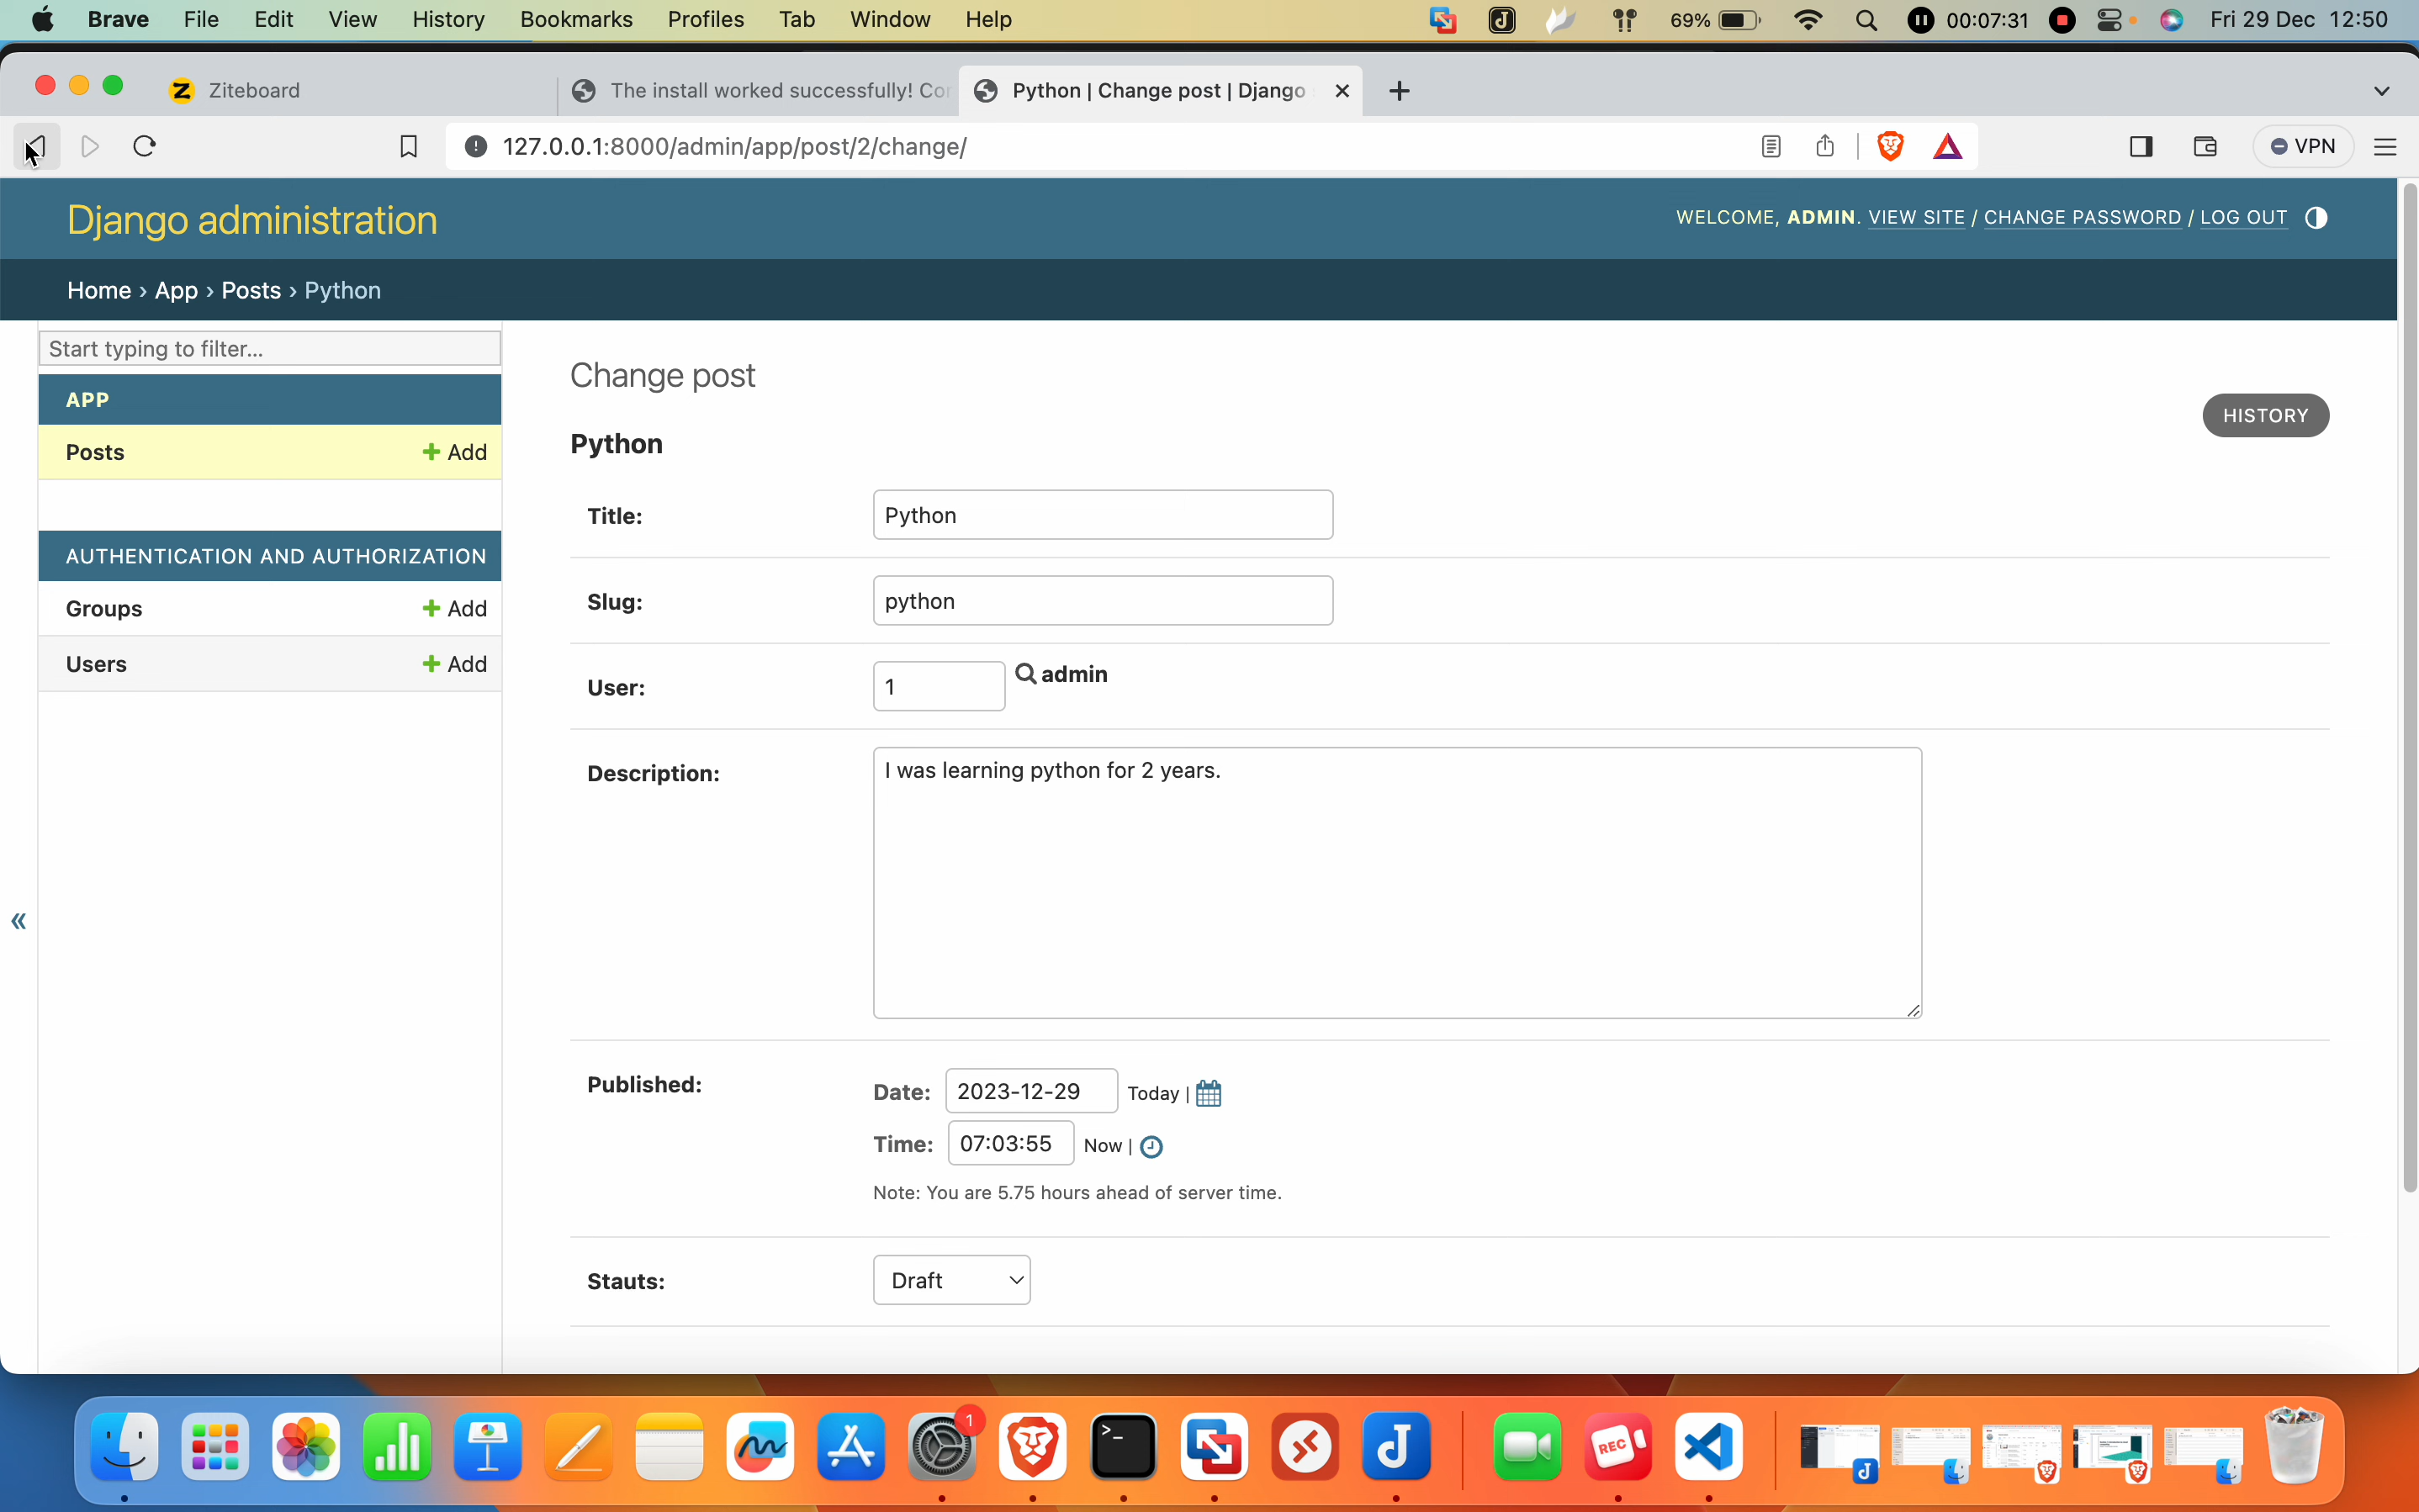 Brave File Edit View History Bookmarks Profiles Tab Window Help 69% 00:07:31 Fri 29 Dec 12:50
Ziteboard
The install worked successfully! Cor
Python | Change post | Django
127.0.0.1:8000/admin/app/post/2/change/
VPN
Django administration
WELCOME, ADMIN. VIEW SITE / CHANGE PASSWORD / LOG OUT
Home › App › Posts › Python
Start typing to filter...
APP
Posts + Add
AUTHENTICATION AND AUTHORIZATION
Groups + Add
Users + Add
«
Change post
HISTORY
Python
Title: Python
Slug: python
User: 1 admin
Description: I was learning python for 2 years.
Published: Date: 2023-12-29 Today |
Time: 07:03:55 Now |
Note: You are 5.75 hours ahead of server time.
Stauts: Draft
1
REC